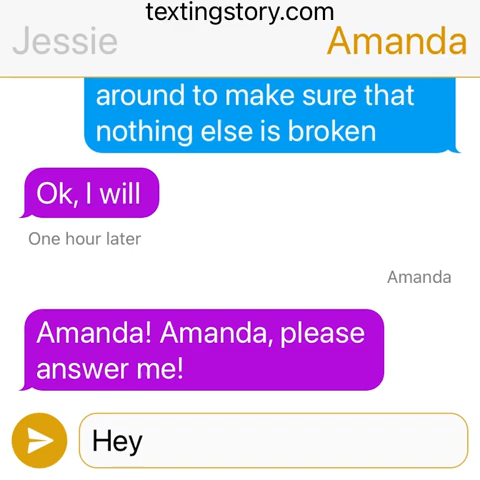 textingstory.com
Jessie
Amanda
around to make sure that
nothing else is broken
Ok, I will
One hour later
Amanda
Amanda! Amanda, please
answer me!
Hey